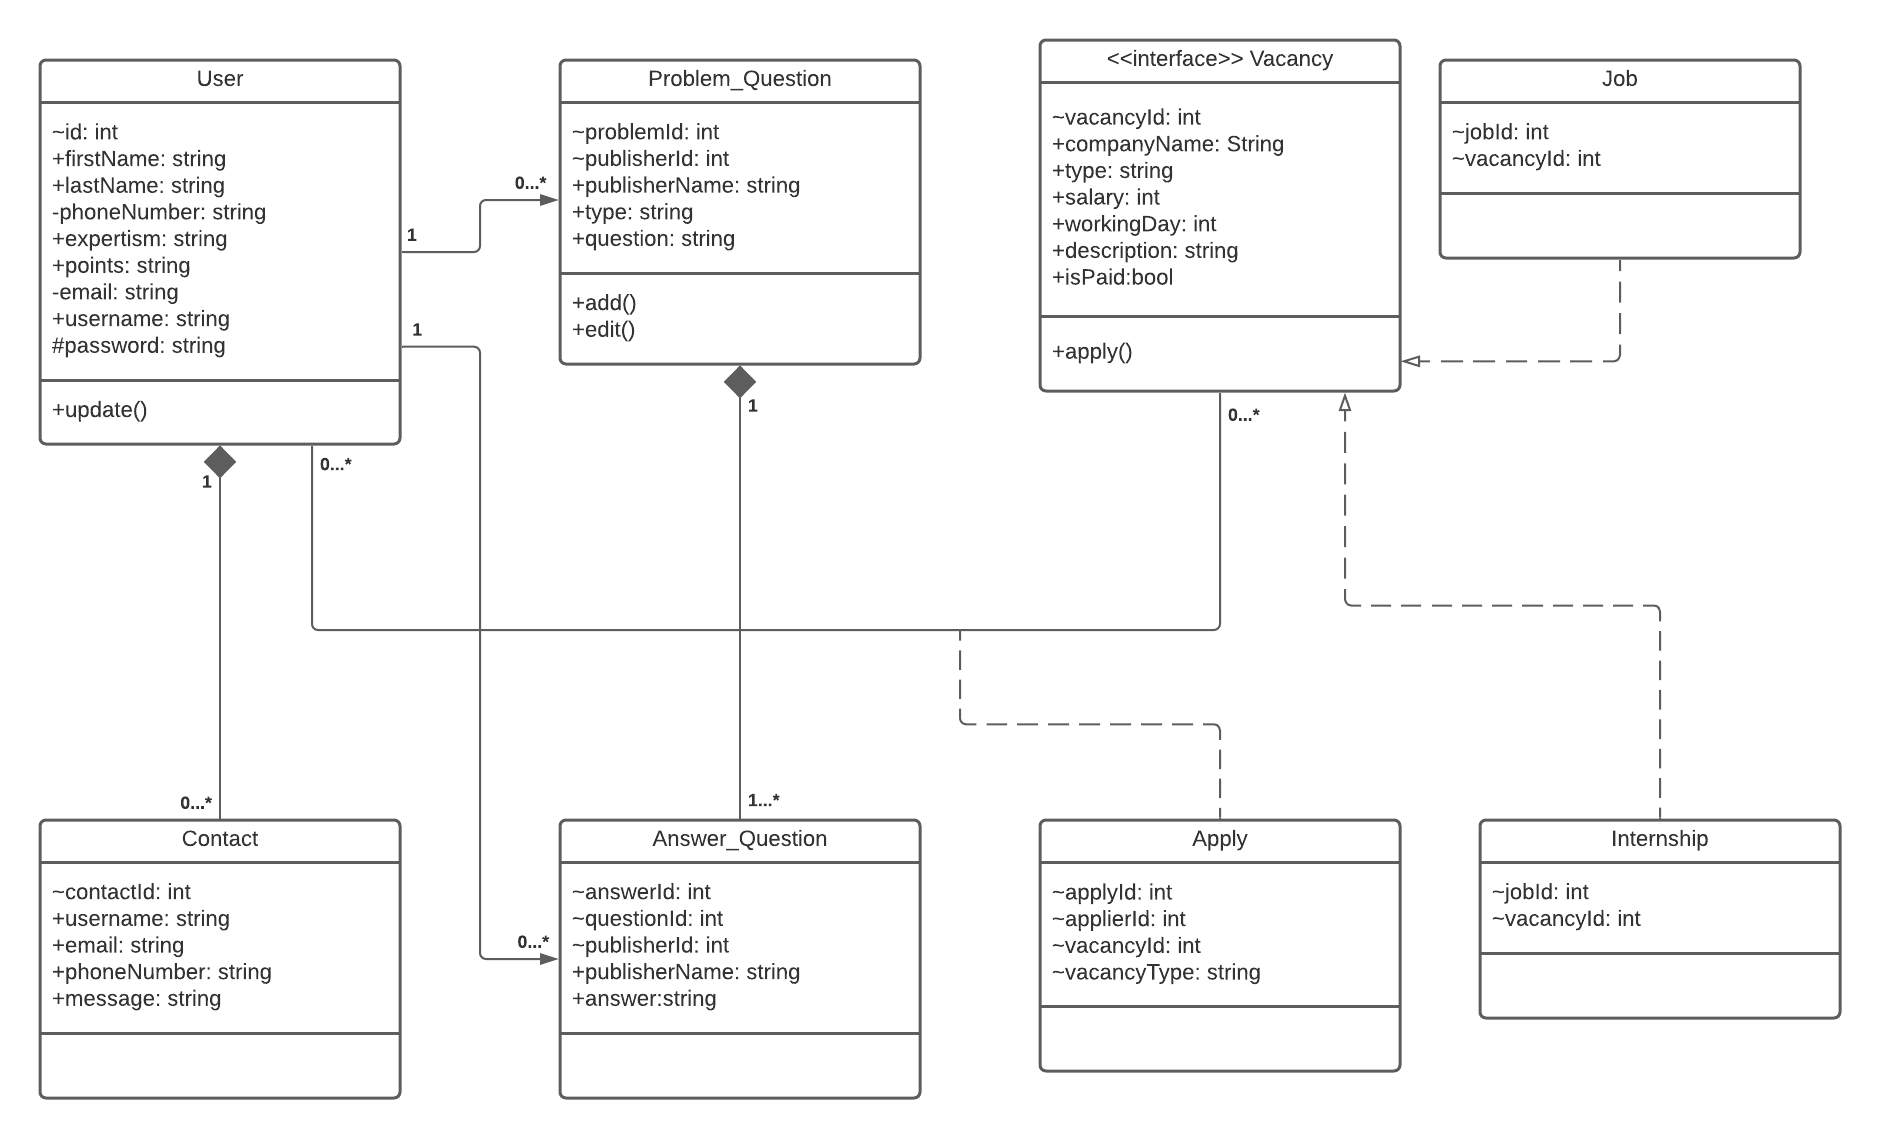 User
~id: int
+firstName: string
+lastName: string
-phoneNumber: string
+expertism: string
+points: string
-email: string
+username: string
#password: string
+update()
1
0...*
1
Problem_Question
~problemId: int
~publisherId: int
+publisherName: string
+type: string
+question: string
+add()
+edit()
<<interface>> Vacancy
~vacancyId: int
+companyName: String
+type: string
+salary: int
+workingDay: int
+description: string
+isPaid:bool
+apply()
Job
~jobId: int
~vacancyId: int
1
0...*
1
0...*
0...*
1...*
0...*
Contact
~contactId: int
+username: string
+email: string
+phoneNumber: string
+message: string
Answer_Question
~answerId: int
~questionId: int
~publisherId: int
+publisherName: string
+answer:string
Apply
~applyId: int
~applierId: int
~vacancyId: int
~vacancyType: string
Internship
~jobId: int
~vacancyId: int